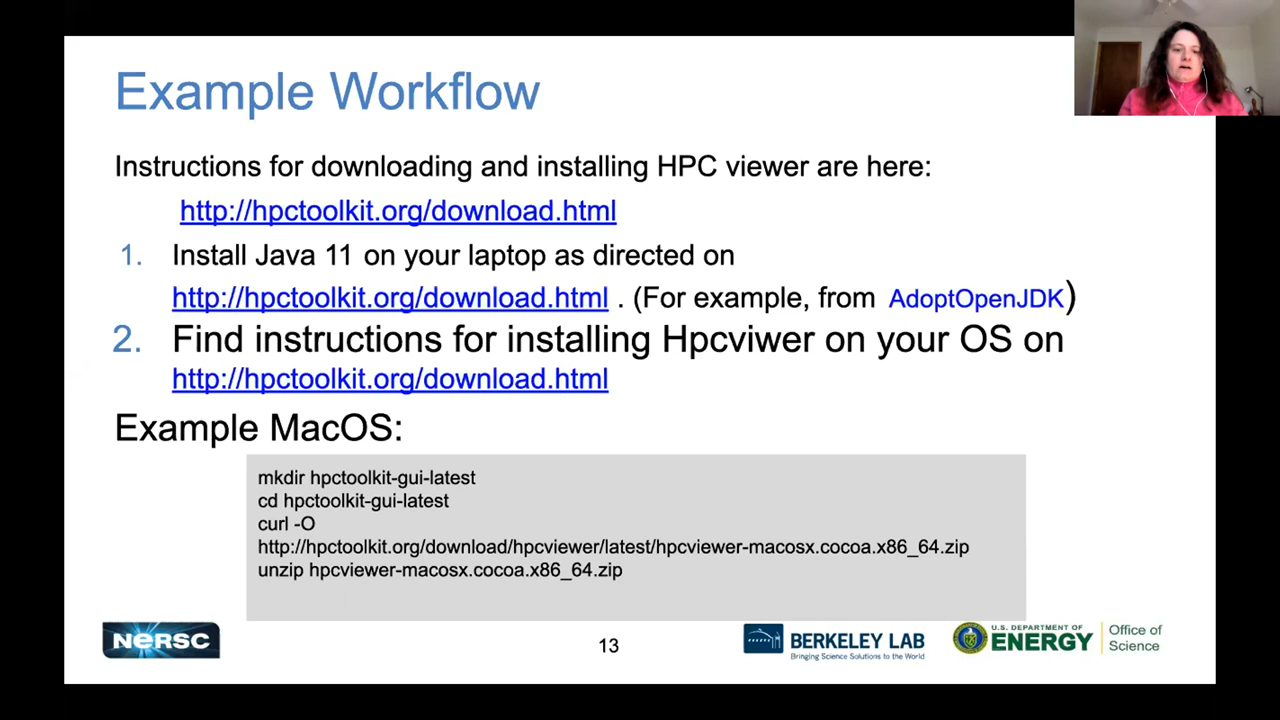 Example Workflow
Instructions for downloading and installing HPC viewer are here:
http://hpctoolkit.org/download.html
1. Install Java 11 on your laptop as directed on
http://hpctoolkit.org/download.html . (For example, from AdoptOpenJDK)
2. Find instructions for installing Hpcviwer on your OS on
http://hpctoolkit.org/download.html
Example MacOS:
mkdir hpctoolkit-gui-latest
cd hpctoolkit-gui-latest
curl -O
http://hpctoolkit.org/download/hpcviewer/latest/hpcviewer-macosx.cocoa.x86_64.zip
unzip hpcviewer-macosx.cocoa.x86_64.zip
NERSC
13
BERKELEY LAB
Bringing Science Solutions to the World
U.S. DEPARTMENT OF
ENERGY
Office of
Science